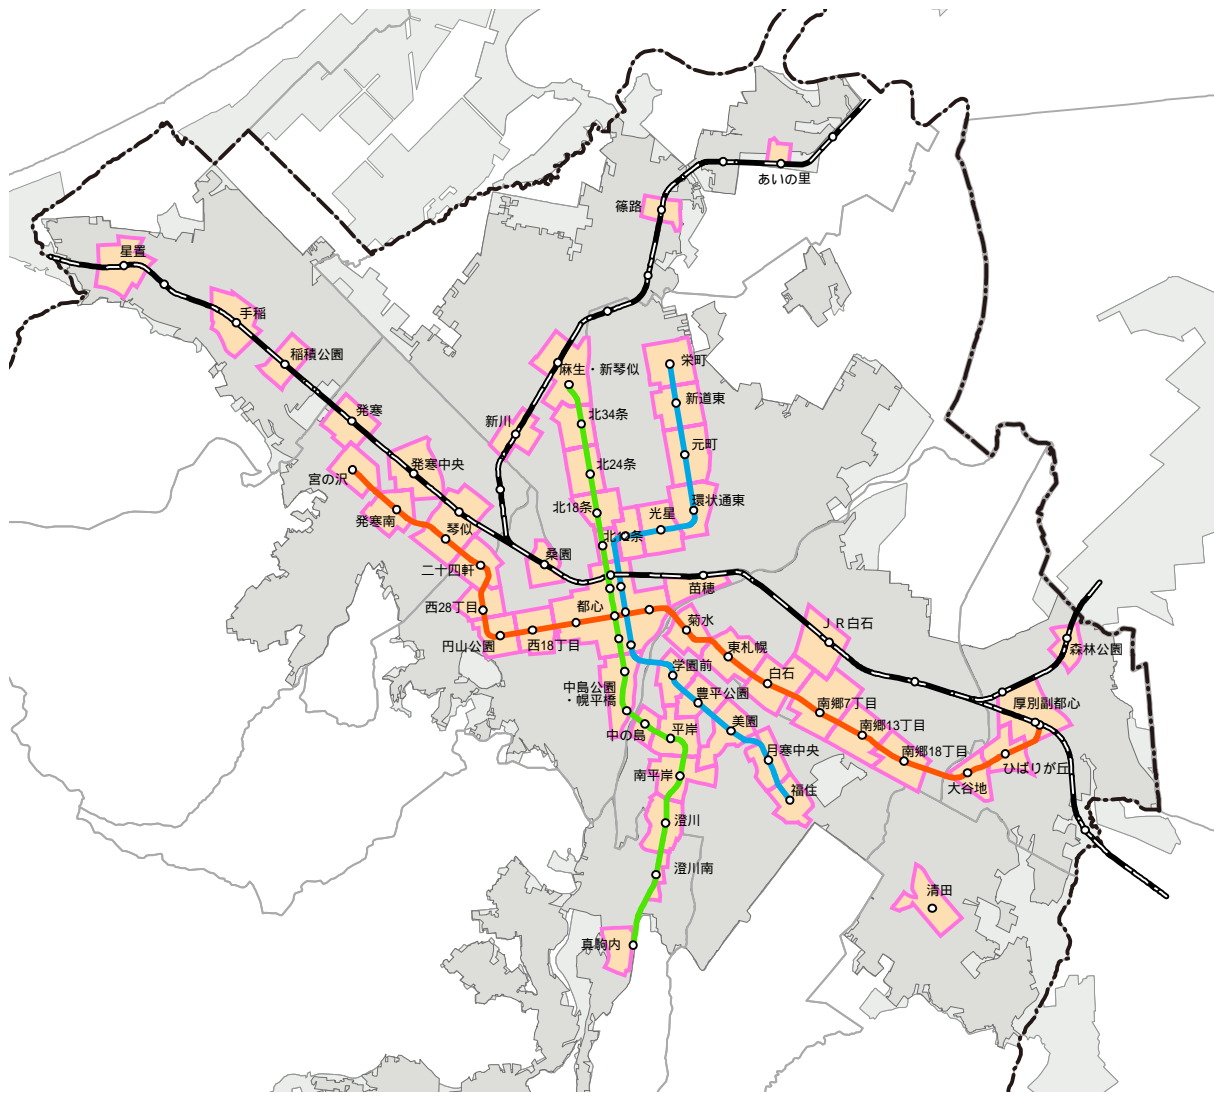 あいの里
篠路
星置
手稲
稲積公園
麻生・新琴似
栄町
新道東
発寒
北34条
新川
元町
発寒中央
北24条
宮の沢
環状通東
北18条
光星
発寒南
琴似
北13条
桑園
二十四軒
苗穂
西28丁目
都心
菊水
JR白石
円山公園
西18丁目
東札幌
森林公園
学園前
白石
中島公園
・幌平橋
豊平公園
南郷7丁目
厚別副都心
美園
中の島
平岸
南郷13丁目
月寒中央
南郷18丁目
ひばりが丘
南平岸
福住
大谷地
澄川
澄川南
清田
真駒内